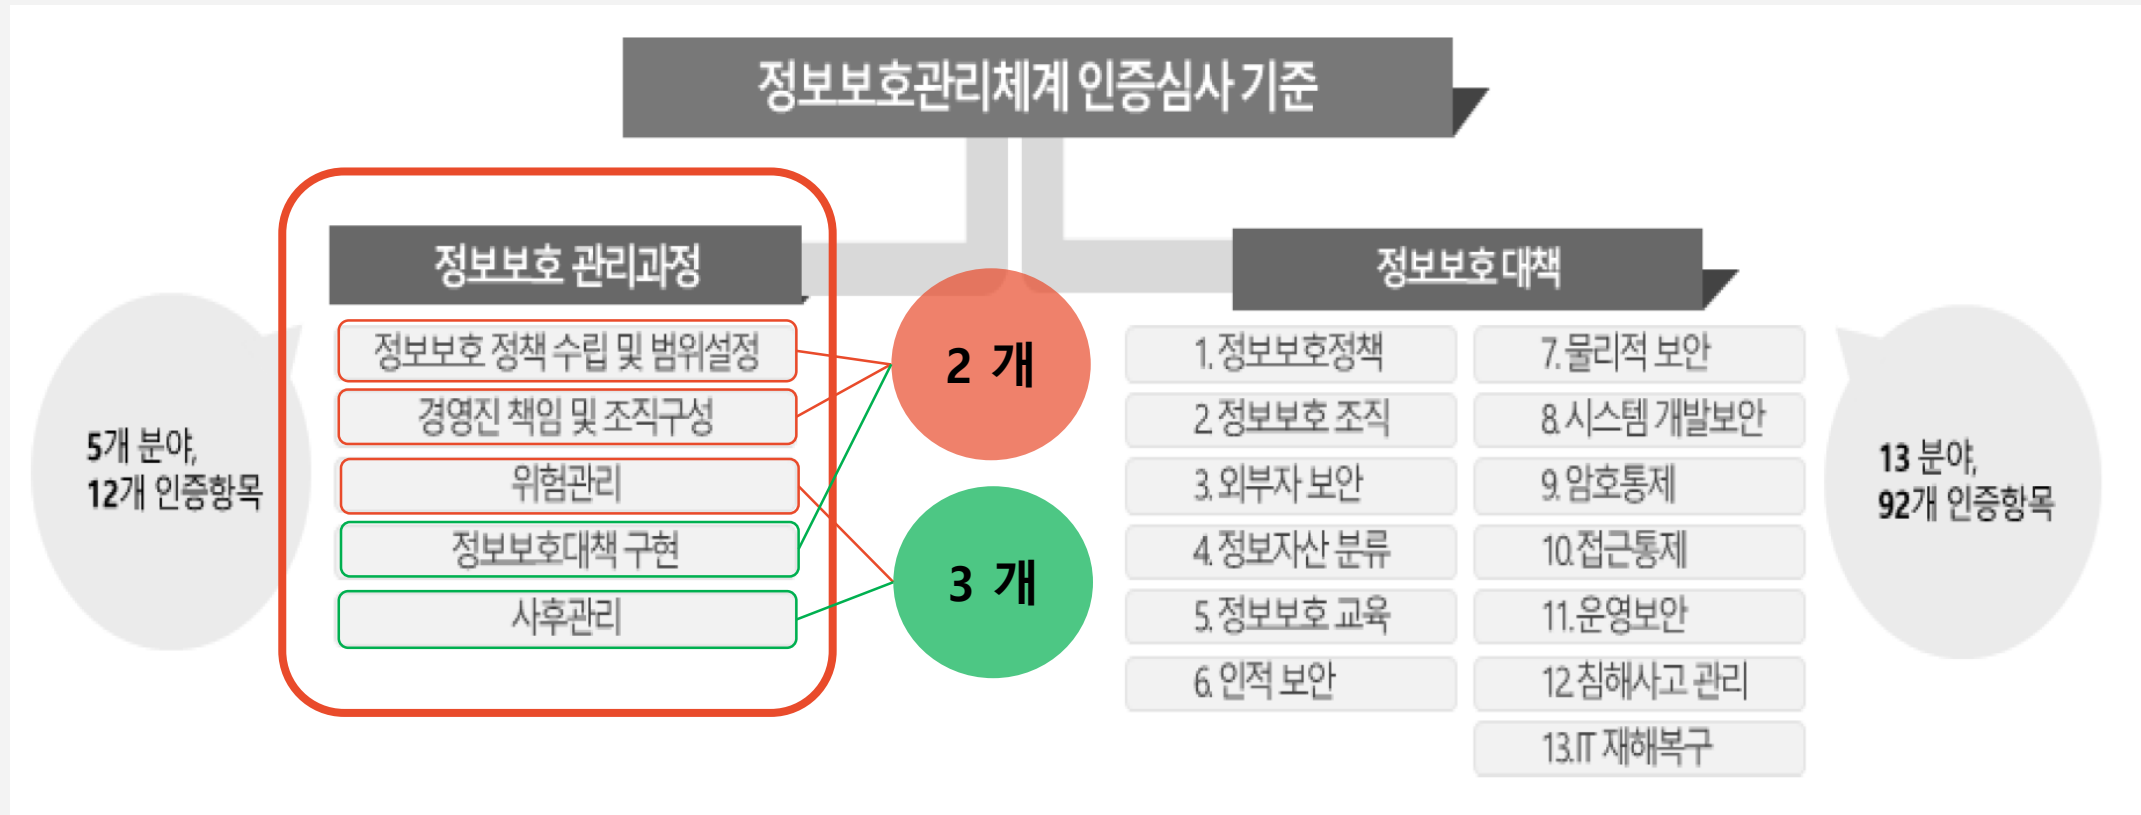 정보보호관리체계 인증심사 기준
정보보호 관리과정
정보보호 정책 수립 및 범위설정
경영진 책임 및 조직구성
위험관리
정보보호대책 구현
사후관리
5개 분야,
12개 인증항목
2 개
3 개
정보보호 대책
1. 정보보호정책
2 정보보호 조직
3. 외부자 보안
4. 정보자산 분류
5. 정보보호 교육
6. 인적 보안
7. 물리적 보안
8. 시스템 개발보안
9. 암호통제
10. 접근통제
11. 운영보안
12 침해사고 관리
13.IT 재해복구
13 분야,
92개 인증항목